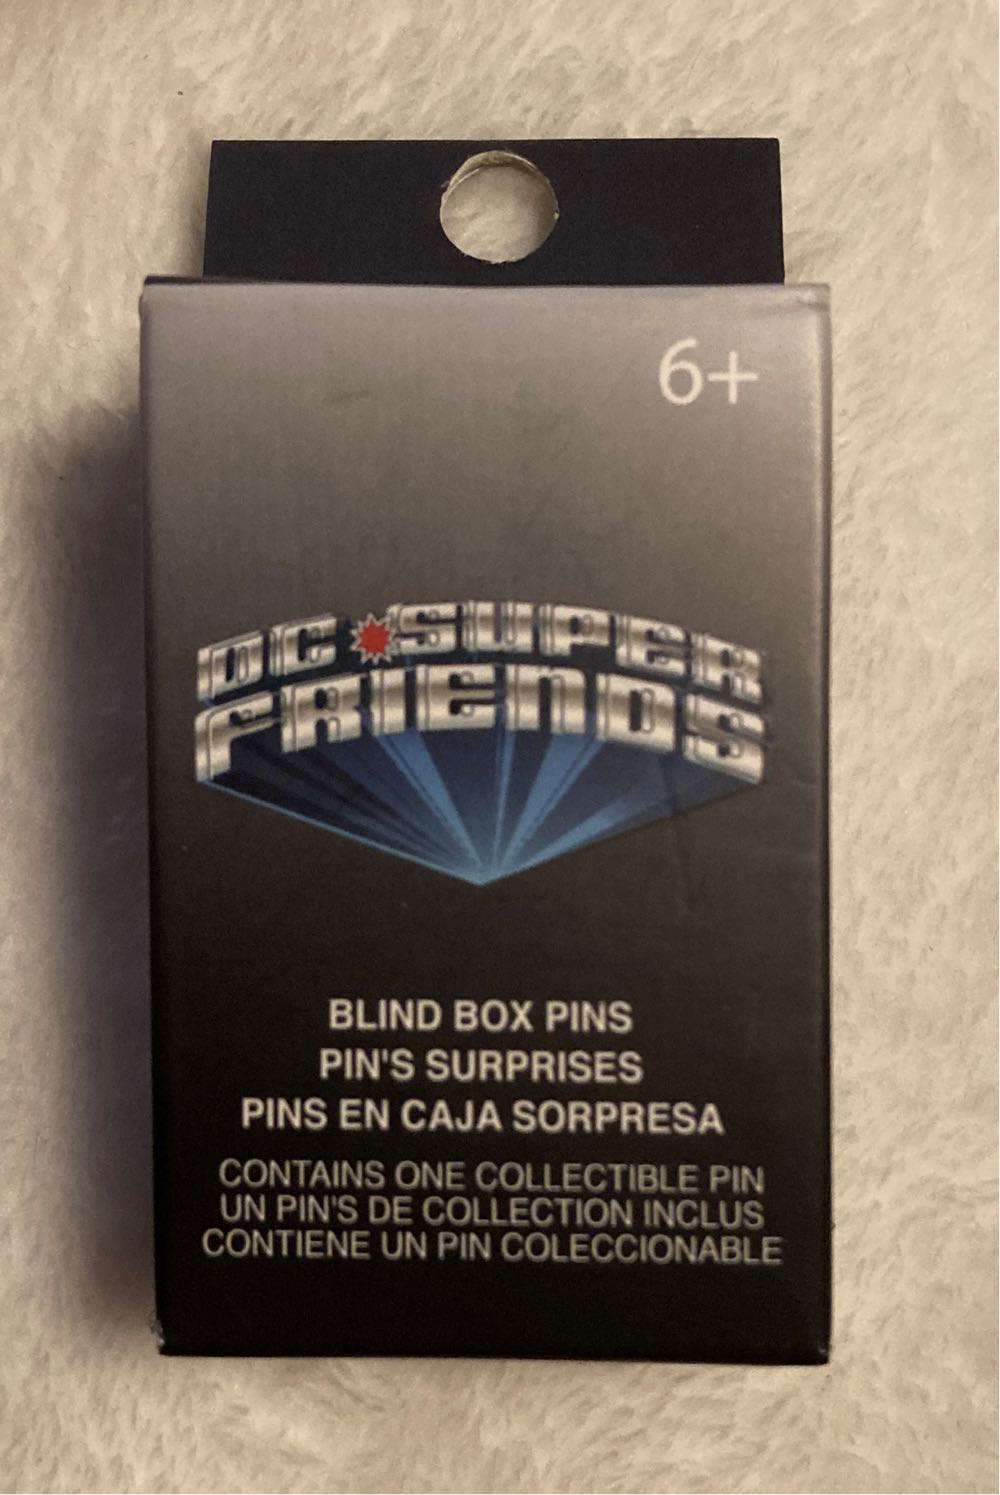 6+
DC SUPER
FRIENDS
BLIND BOX PINS
PIN'S SURPRISES
PINS EN CAJA SORPRESA
CONTAINS ONE COLLECTIBLE PIN
UN PIN'S DE COLLECTION INCLUS
CONTIENE UN PIN COLECCIONABLE